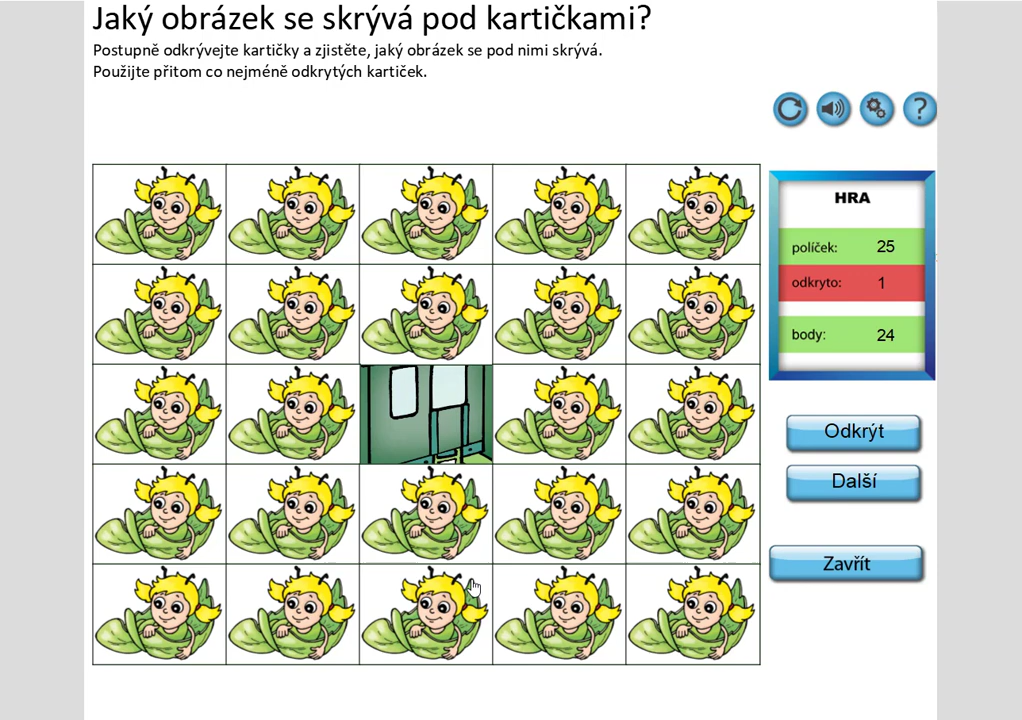 Jaký obrázek se skrývá pod kartičkami?
Postupně odkrývejte kartičky a zjistěte, jaký obrázek se pod nimi skrývá.
Použijte přitom co nejméně odkrytých kartiček.
?
HRA
políček: 25
odkryto: 1
body: 24
Odkrýt
Další
Zavřít